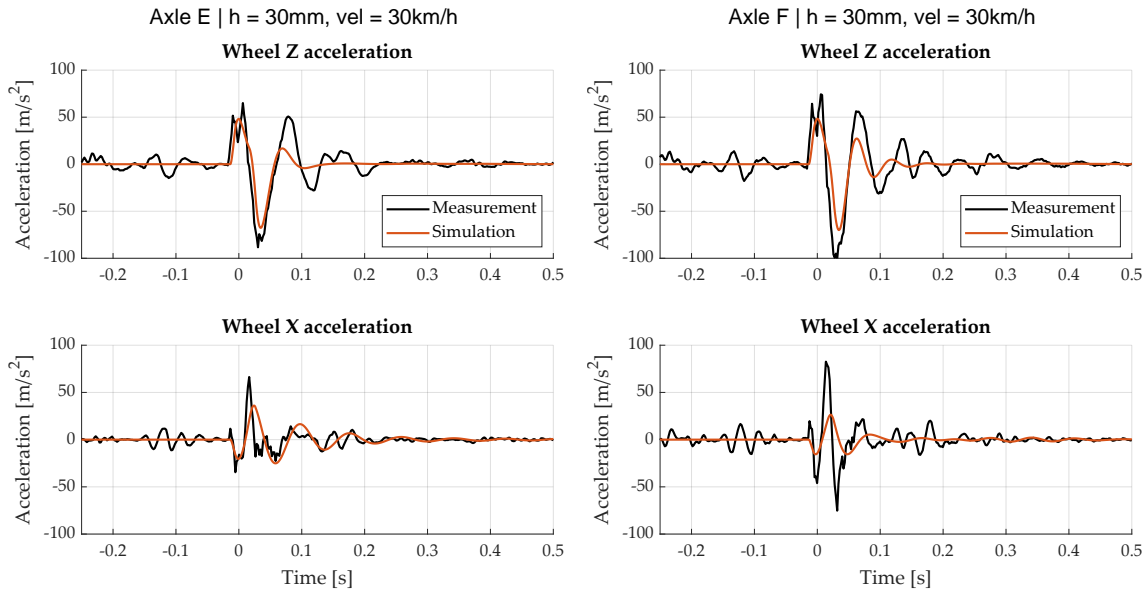 Axle E | h = 30mm, vel = 30km/h
Wheel Z acceleration
Acceleration [m/s²]
100
50
0
-50
-100
Measurement
Simulation
-0.2 -0.1 0 0.1 0.2 0.3 0.4 0.5
Wheel X acceleration
Acceleration [m/s²]
100
50
0
-50
-100
-0.2 -0.1 0 0.1 0.2 0.3 0.4 0.5
Time [s]
Axle F | h = 30mm, vel = 30km/h
Wheel Z acceleration
Acceleration [m/s²]
100
50
0
-50
-100
Measurement
Simulation
-0.2 -0.1 0 0.1 0.2 0.3 0.4 0.5
Wheel X acceleration
Acceleration [m/s²]
100
50
0
-50
-100
-0.2 -0.1 0 0.1 0.2 0.3 0.4 0.5
Time [s]